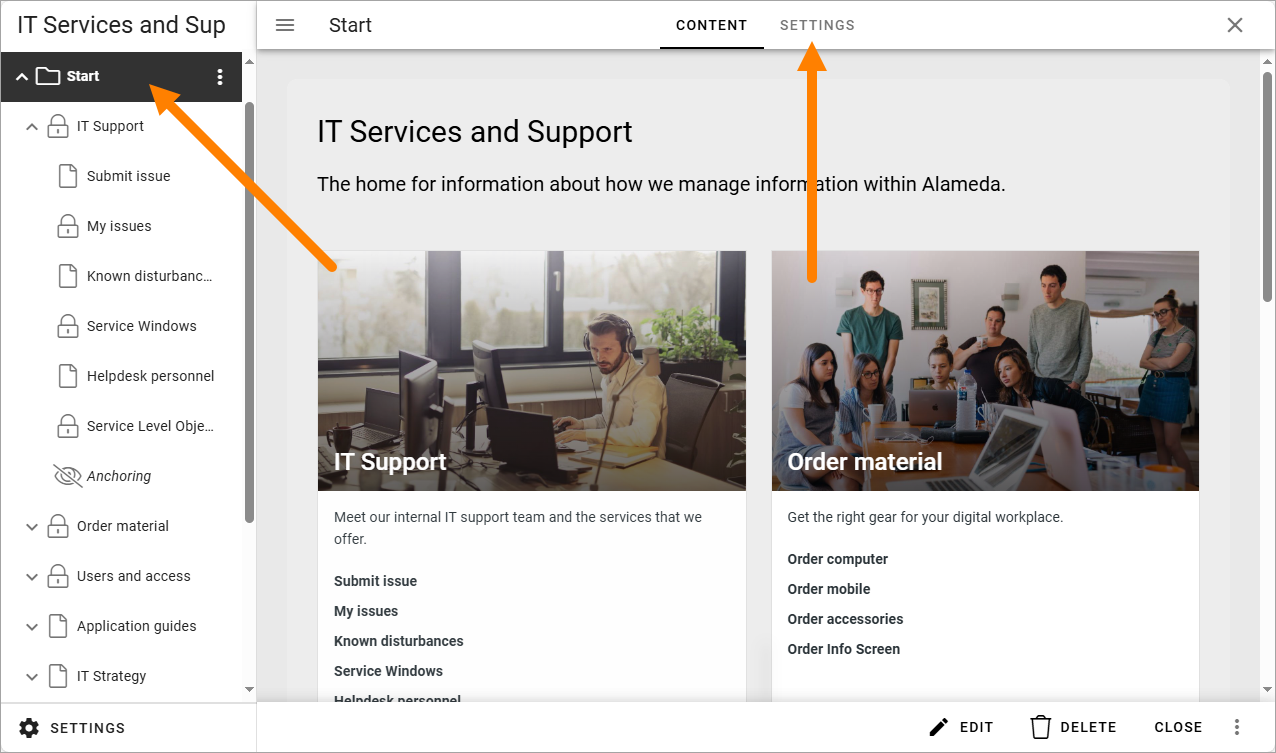 IT Services and Sup
Start
IT Support
Submit issue
My issues
Known disturbanc...
Service Windows
Helpdesk personnel
Service Level Obje...
Anchoring
Order material
Users and access
Application guides
IT Strategy
SETTINGS
Start
CONTENT
SETTINGS
IT Services and Support
The home for information about how we manage information within Alameda.
IT Support
Meet our internal IT support team and the services that we
offer.
Submit issue
My issues
Known disturbances
Service Windows
Helpdesk personnel
Order material
Get the right gear for your digital workplace.
Order computer
Order mobile
Order accessories
Order Info Screen
EDIT
DELETE
CLOSE